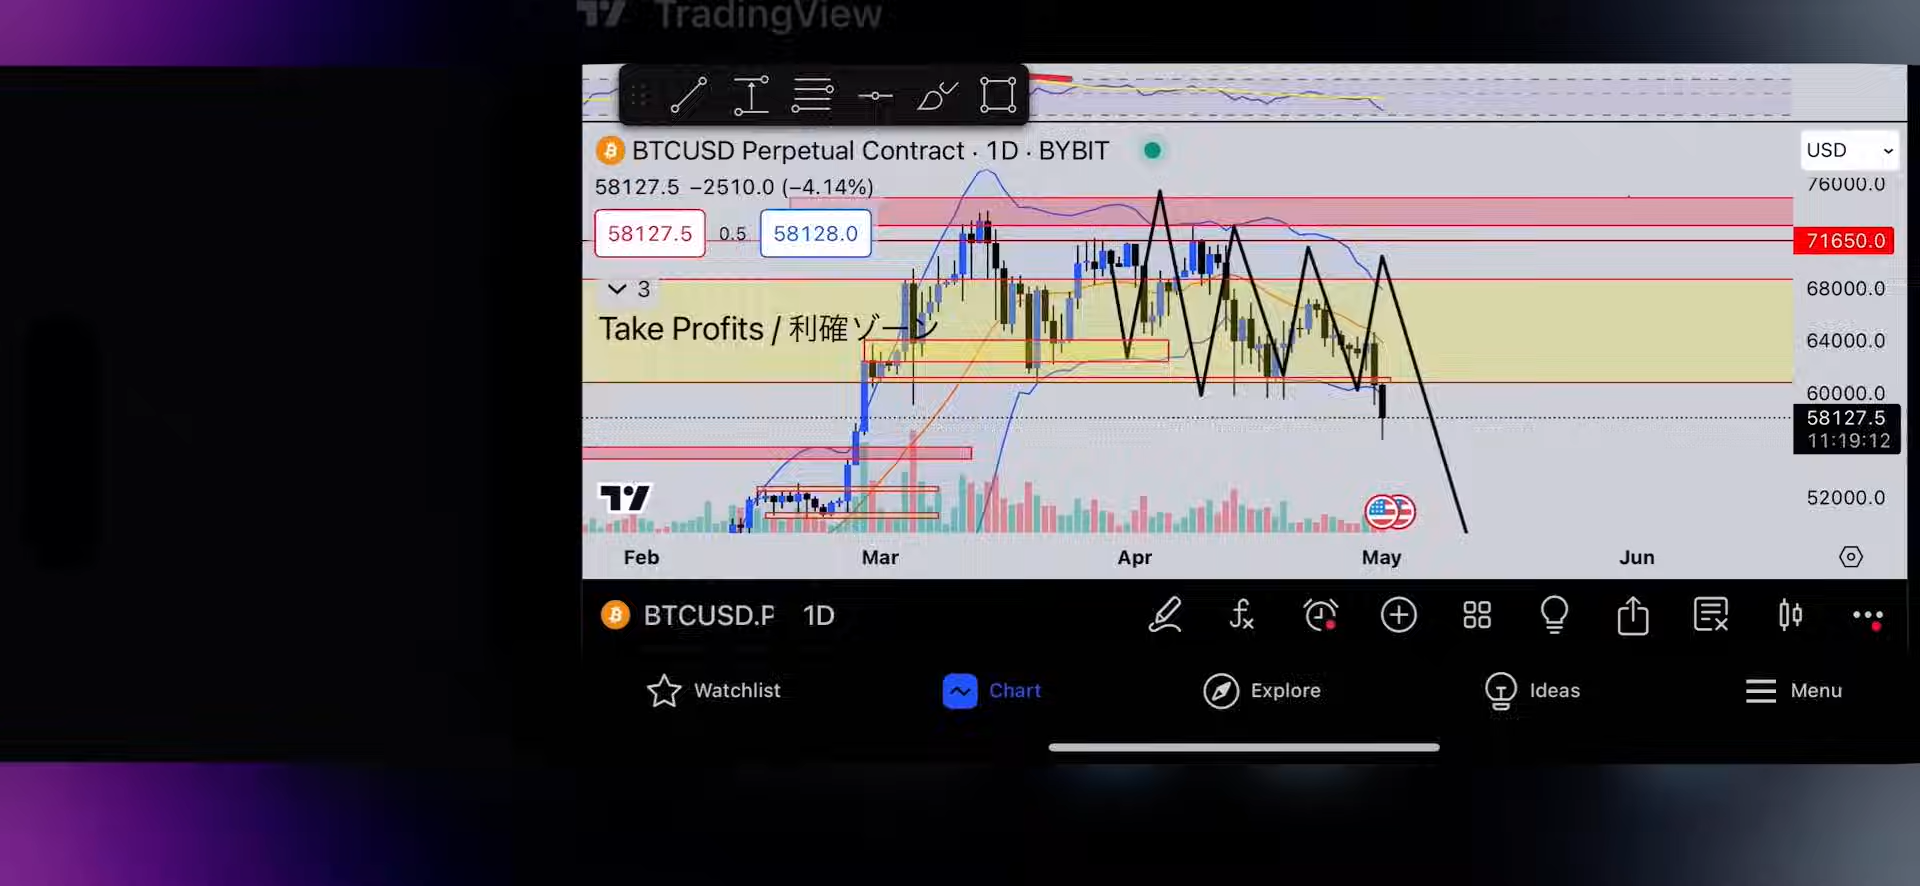 TradingView
BTCUSD Perpetual Contract · 1D · BYBIT
USD
58127.5 −2510.0 (−4.14%)
76000.0
58127.5
0.5
58128.0
71650.0
3
68000.0
Take Profits / 利確ゾーン
64000.0
60000.0
58127.5
11:19:12
52000.0
Feb
Mar
Apr
May
Jun
BTCUSD.P 1D
Watchlist
Chart
Explore
Ideas
Menu